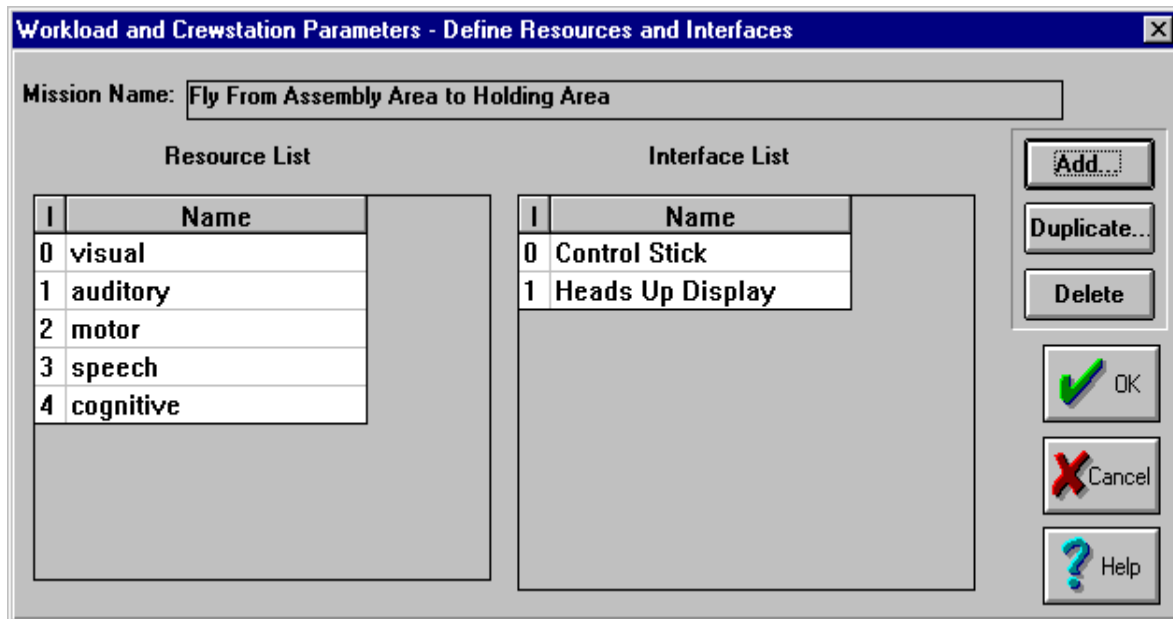 Workload and Crewstation Parameters - Define Resources and Interfaces
Mission Name: Fly From Assembly Area to Holding Area
Resource List
I Name
0 visual
1 auditory
2 motor
3 speech
4 cognitive
Interface List
I Name
0 Control Stick
1 Heads Up Display
Add...
Duplicate...
Delete
OK
Cancel
Help